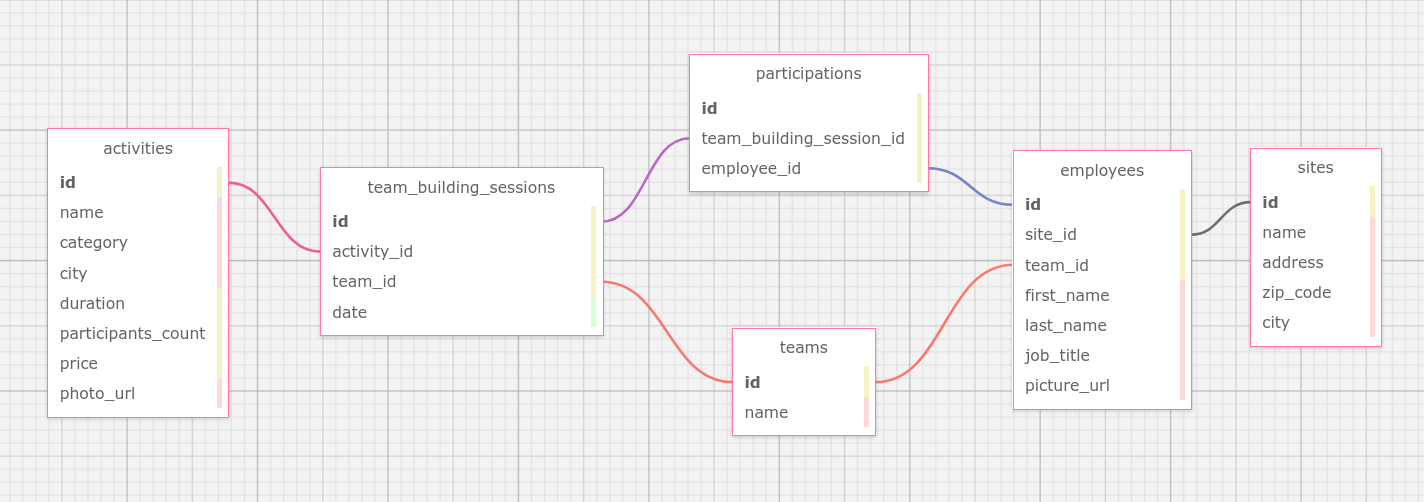 activities
id
name
category
city
duration
participants_count
price
photo_url
team_building_sessions
id
activity_id
team_id
date
participations
id
team_building_session_id
employee_id
teams
id
name
employees
id
site_id
team_id
first_name
last_name
job_title
picture_url
sites
id
name
address
zip_code
city